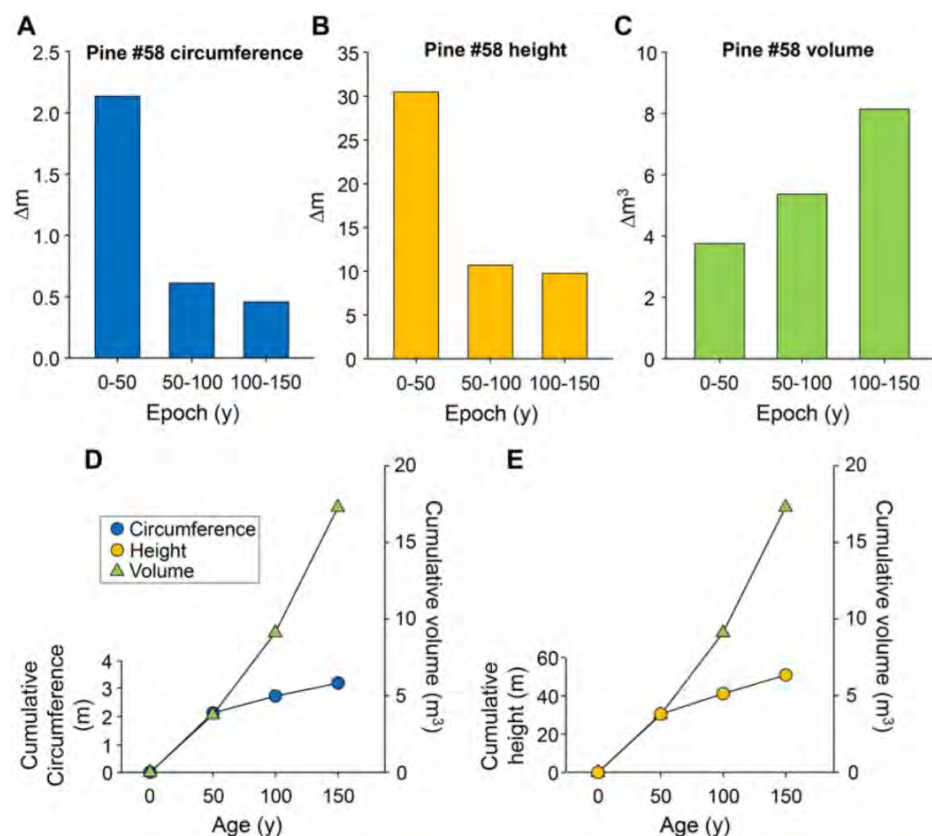 A
Pine #58 circumference
2.5
2.0
1.5
1.0
0.5
0.0
Δm
0-50
50-100
100-150
Epoch (y)
B
Pine #58 height
35
30
25
20
15
10
5
0
Δm
0-50
50-100
100-150
Epoch (y)
C
Pine #58 volume
10
8
6
4
2
0
Δm³
0-50
50-100
100-150
Epoch (y)
D
Circumference
Height
Volume
Cumulative
Circumference
(m)
4
3
2
1
0
20
15
10
5
0
Cumulative volume (m³)
0
50
100
150
Age (y)
E
Cumulative
height (m)
60
40
20
0
20
15
10
5
0
Cumulative volume (m³)
0
50
100
150
Age (y)